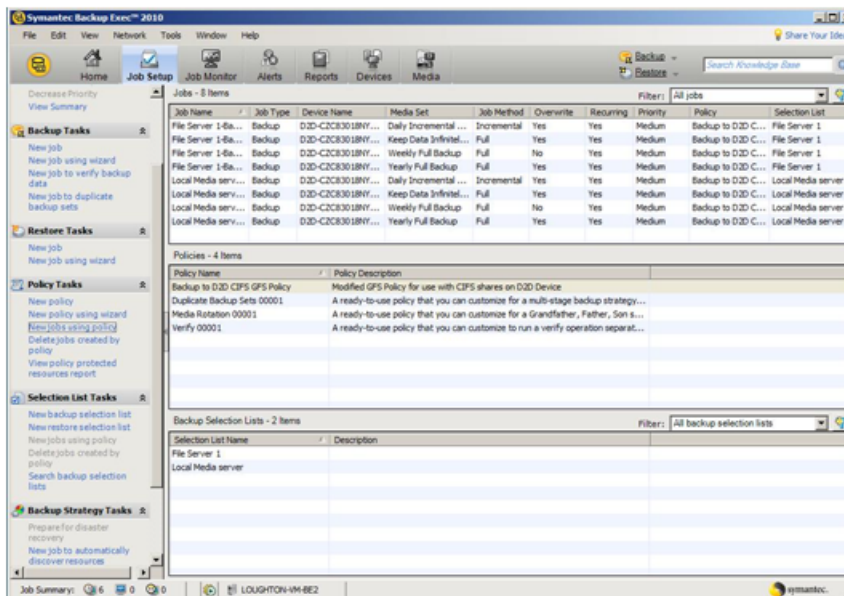 Symantec Backup Exec™ 2010
File Edit View Network Tools Window Help
Share Your Ide
Home Job Setup Job Monitor Alerts Reports Devices Media
Backup
Restore
Search Knowledge Base
Decrease Priority
View Summary
Backup Tasks
New job
New job using wizard
New job to verify backup
data
New job to duplicate
backup sets
Restore Tasks
New job
New job using wizard
Policy Tasks
New policy
New policy using wizard
New jobs using policy
Delete jobs created by
policy
View policy protected
resources report
Selection List Tasks
New backup selection list
New restore selection list
New jobs using policy
Delete jobs created by
policy
Search backup selection
lists
Backup Strategy Tasks
Prepare for disaster
recovery
New job to automatically
discover resources
Jobs - 8 Items
Filter: All jobs
Job Name Job Type Device Name Media Set Job Method Overwrite Recurring Priority Policy Selection List
File Server 1-Ba... Backup D2D-CZC83018NY... Daily Incremental ... Incremental Yes Yes Medium Backup to D2D C... File Server 1
File Server 1-Ba... Backup D2D-CZC83018NY... Keep Data Infinitel... Full Yes Yes Medium Backup to D2D C... File Server 1
File Server 1-Ba... Backup D2D-CZC83018NY... Weekly Full Backup Full No Yes Medium Backup to D2D C... File Server 1
File Server 1-Ba... Backup D2D-CZC83018NY... Yearly Full Backup Full Yes Yes Medium Backup to D2D C... File Server 1
Local Media serv... Backup D2D-CZC83018NY... Daily Incremental ... Incremental Yes Yes Medium Backup to D2D C... Local Media server
Local Media serv... Backup D2D-CZC83018NY... Keep Data Infinitel... Full Yes Yes Medium Backup to D2D C... Local Media server
Local Media serv... Backup D2D-CZC83018NY... Weekly Full Backup Full No Yes Medium Backup to D2D C... Local Media server
Local Media serv... Backup D2D-CZC83018NY... Yearly Full Backup Full Yes Yes Medium Backup to D2D C... Local Media server
Policies - 4 Items
Policy Name Policy Description
Backup to D2D CIFS GFS Policy Modified GFS Policy for use with CIFS shares on D2D Device
Duplicate Backup Sets 00001 A ready-to-use policy that you can customize for a multi-stage backup strategy...
Media Rotation 00001 A ready-to-use policy that you can customize for a Grandfather, Father, Son s...
Verify 00001 A ready-to-use policy that you can customize to run a verify operation separat...
Backup Selection Lists - 2 Items
Filter: All backup selection lists
Selection List Name Description
File Server 1
Local Media server
Job Summary: 6 0 0 LOUGHTON-VM-BE2 symantec.